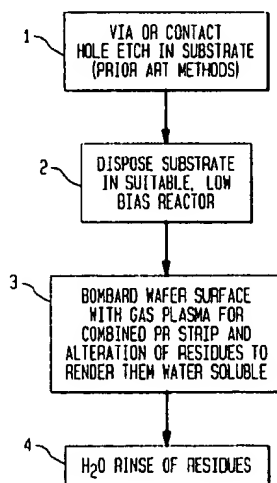 1
VIA OR CONTACT
HOLE ETCH IN SUBSTRATE
(PRIOR ART METHODS)
2
DISPOSE SUBSTRATE
IN SUITABLE, LOW
BIAS REACTOR
3
BOMBARD WAFER SURFACE
WITH GAS PLASMA FOR
COMBINED PR STRIP AND
ALTERATION OF RESIDUES TO
RENDER THEM WATER SOLUBLE
4
H₂O RINSE OF RESIDUES